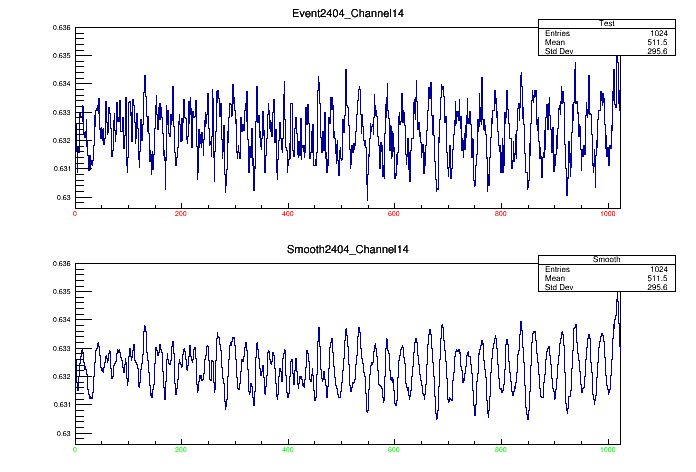 Event2404_Channel14
Test
Entries 1024
Mean 511.5
Std Dev 295.6
0.636
0.635
0.634
0.633
0.632
0.631
0.63
0 200 400 600 800 1000
Smooth2404_Channel14
Smooth
Entries 1024
Mean 511.5
Std Dev 295.6
0.636
0.635
0.634
0.633
0.632
0.631
0.63
0 200 400 600 800 1000